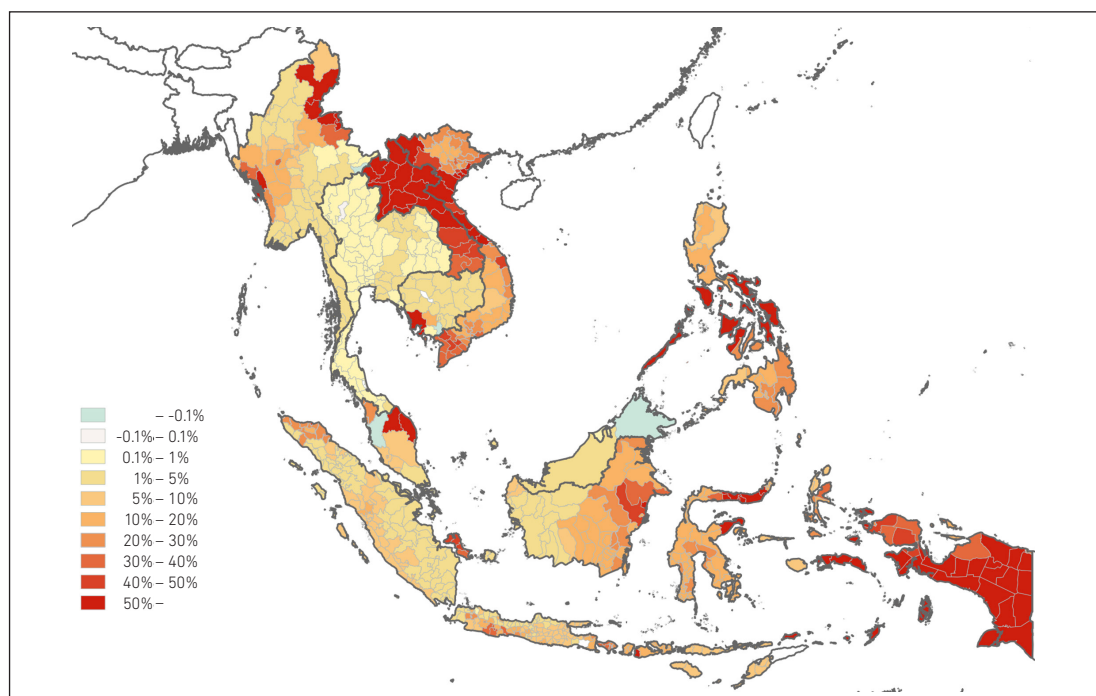 – -0.1%
-0.1% – 0.1%
0.1% – 1%
1% – 5%
5% – 10%
10% – 20%
20% – 30%
30% – 40%
40% – 50%
50% –